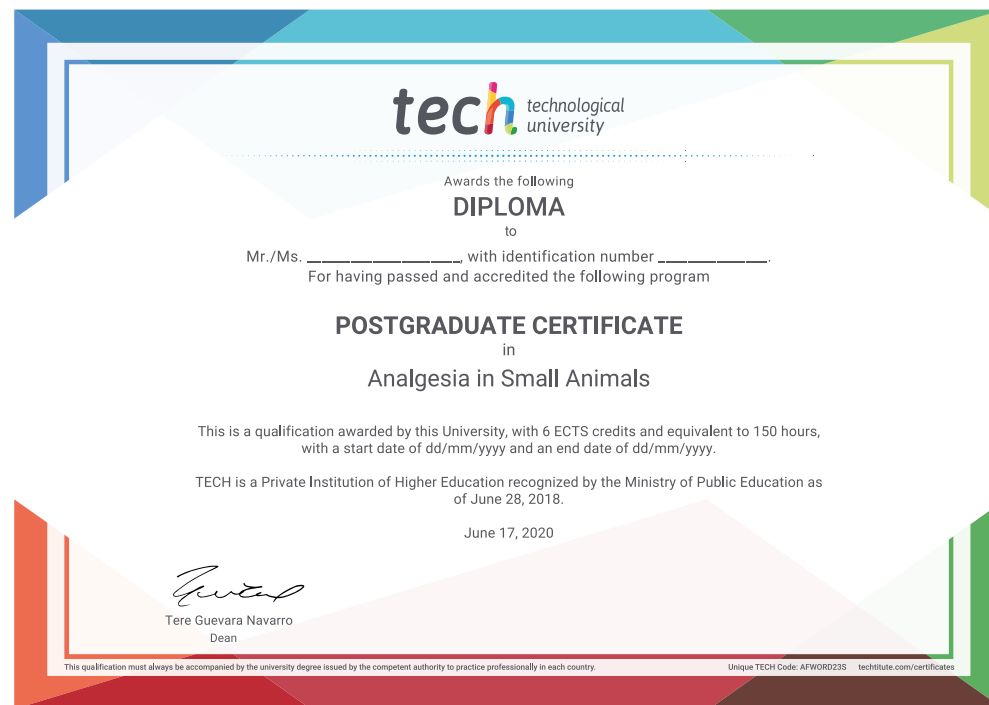 tech technological
university
Awards the following
DIPLOMA
to
Mr./Ms. _____________________, with identification number _______________.
For having passed and accredited the following program
POSTGRADUATE CERTIFICATE
in
Analgesia in Small Animals
This is a qualification awarded by this University, with 6 ECTS credits and equivalent to 150 hours,
with a start date of dd/mm/yyyy and an end date of dd/mm/yyyy.
TECH is a Private Institution of Higher Education recognized by the Ministry of Public Education as
of June 28, 2018.
June 17, 2020
Tere Guevara Navarro
Dean
This qualification must always be accompanied by the university degree issued by the competent authority to practice professionally in each country.
Unique TECH Code: AFWORD23S techtitute.com/certificates